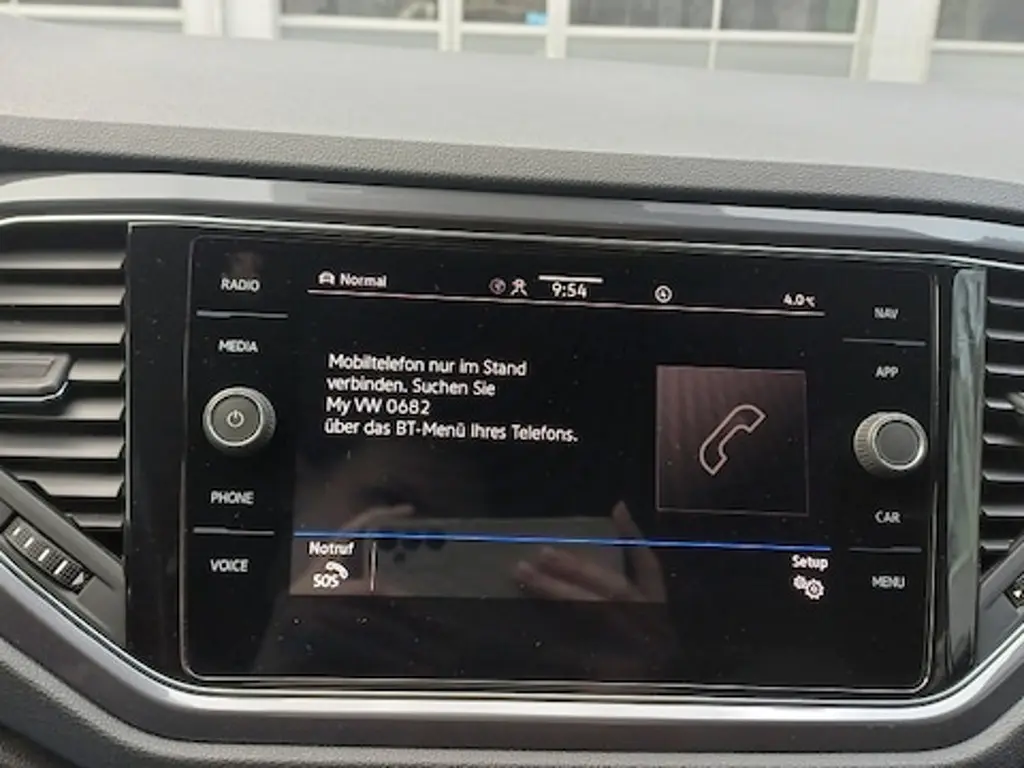 RADIO
MEDIA
PHONE
VOICE
Normal
9:54
4.0°C
Mobiltelefon nur im Stand
verbinden. Suchen Sie
My VW 0682
über das BT-Menü Ihres Telefons.
Notruf
SOS
Setup
NAV
APP
CAR
MENU